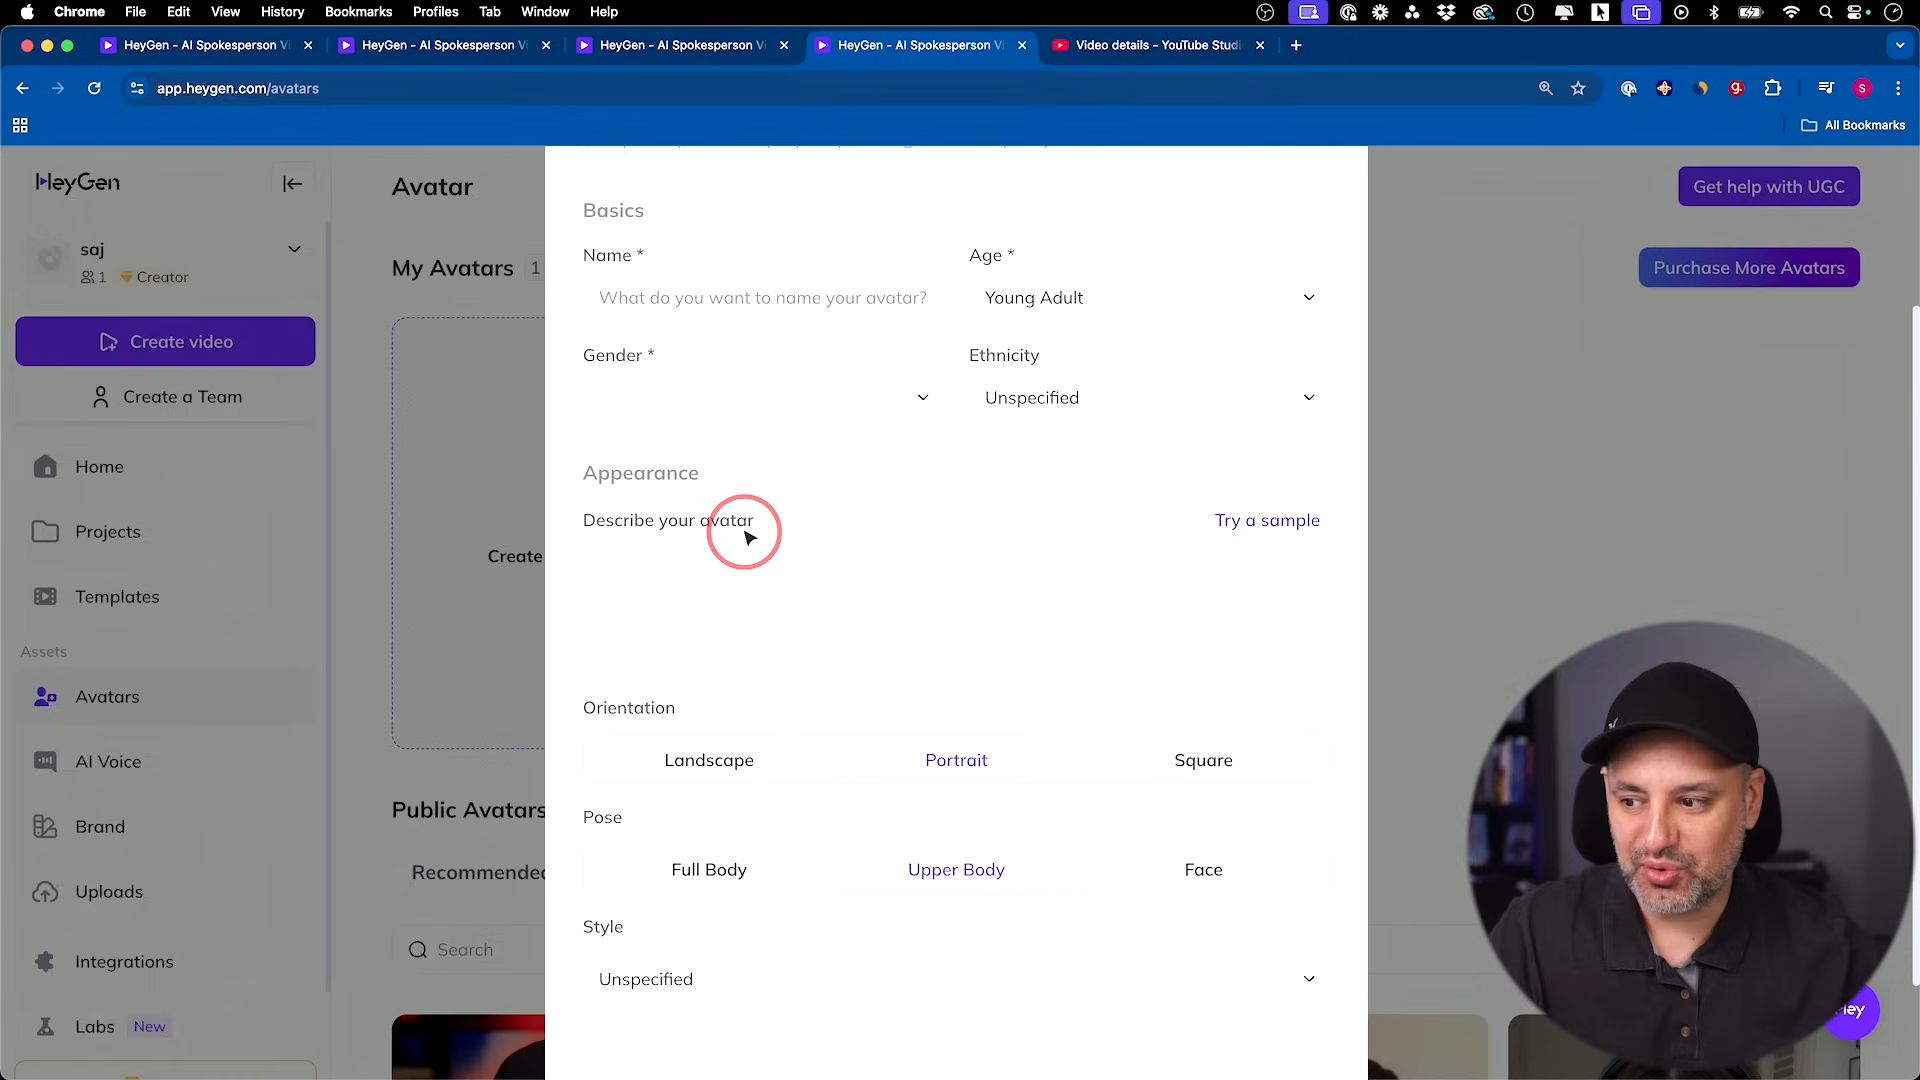 Chrome File Edit View History Bookmarks Profiles Tab Window Help
HeyGen - AI Spokesperson Vi
HeyGen - AI Spokesperson Vi
HeyGen - AI Spokesperson Vi
HeyGen - AI Spokesperson Vi
Video details - YouTube Studi
app.heygen.com/avatars
S
All Bookmarks
HeyGen
saj
1 Creator
Create video
Create a Team
Home
Projects
Templates
Assets
Avatars
AI Voice
Brand
Uploads
Integrations
Labs New
Avatar
Get help with UGC
My Avatars 1
Purchase More Avatars
Create
Public Avatars
Recommended
Search
Basics
Name *
What do you want to name your avatar?
Age *
Young Adult
Gender *
Ethnicity
Unspecified
Appearance
Describe your avatar
Try a sample
Orientation
Landscape Portrait Square
Pose
Full Body Upper Body Face
Style
Unspecified